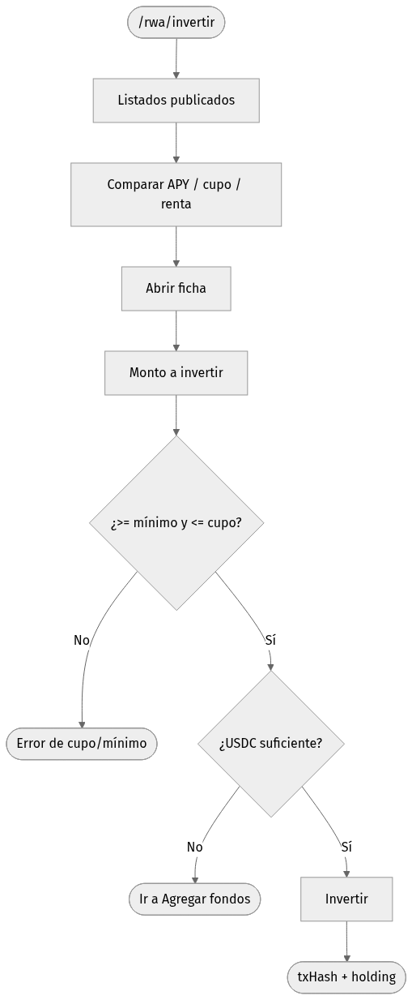 /rwa/invertir
Listados publicados
Comparar APY / cupo /
renta
Abrir ficha
Monto a invertir
¿>= mínimo y <= cupo?
No
Sí
Error de cupo/mínimo
¿USDC suficiente?
No
Sí
Ir a Agregar fondos
Invertir
txHash + holding